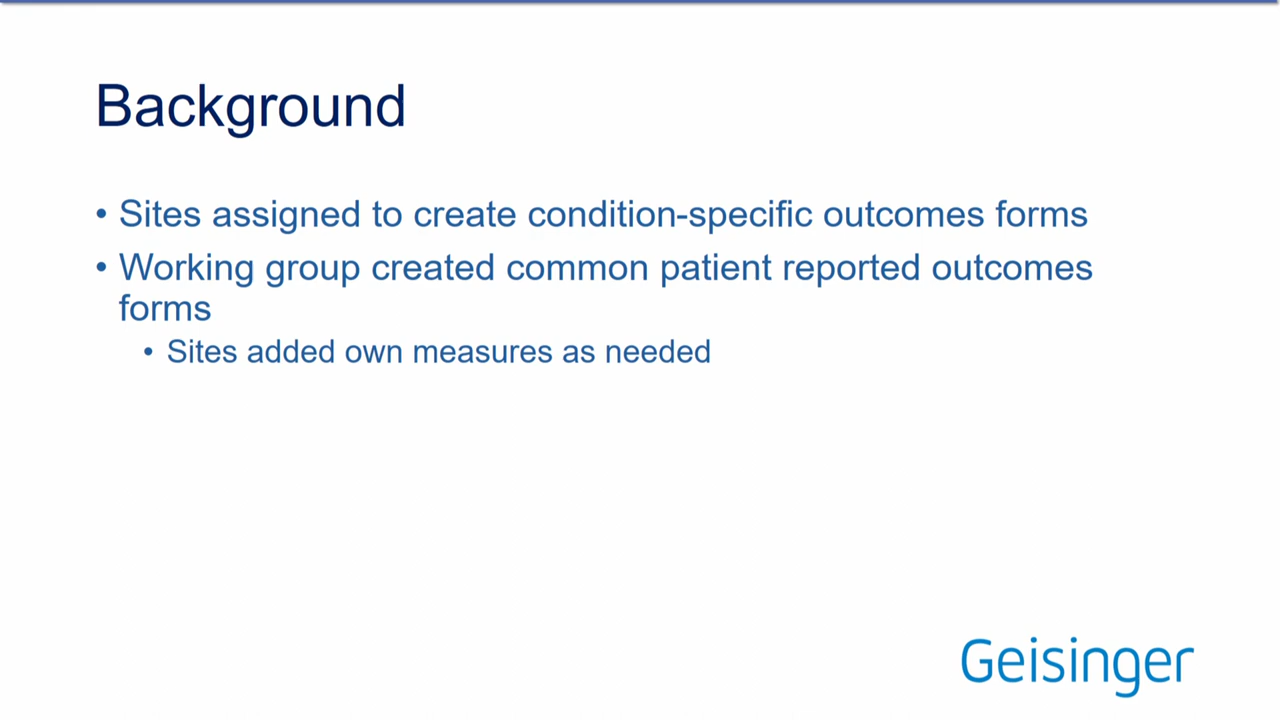 Background
• Sites assigned to create condition-specific outcomes forms
• Working group created common patient reported outcomes
forms
• Sites added own measures as needed
Geisinger